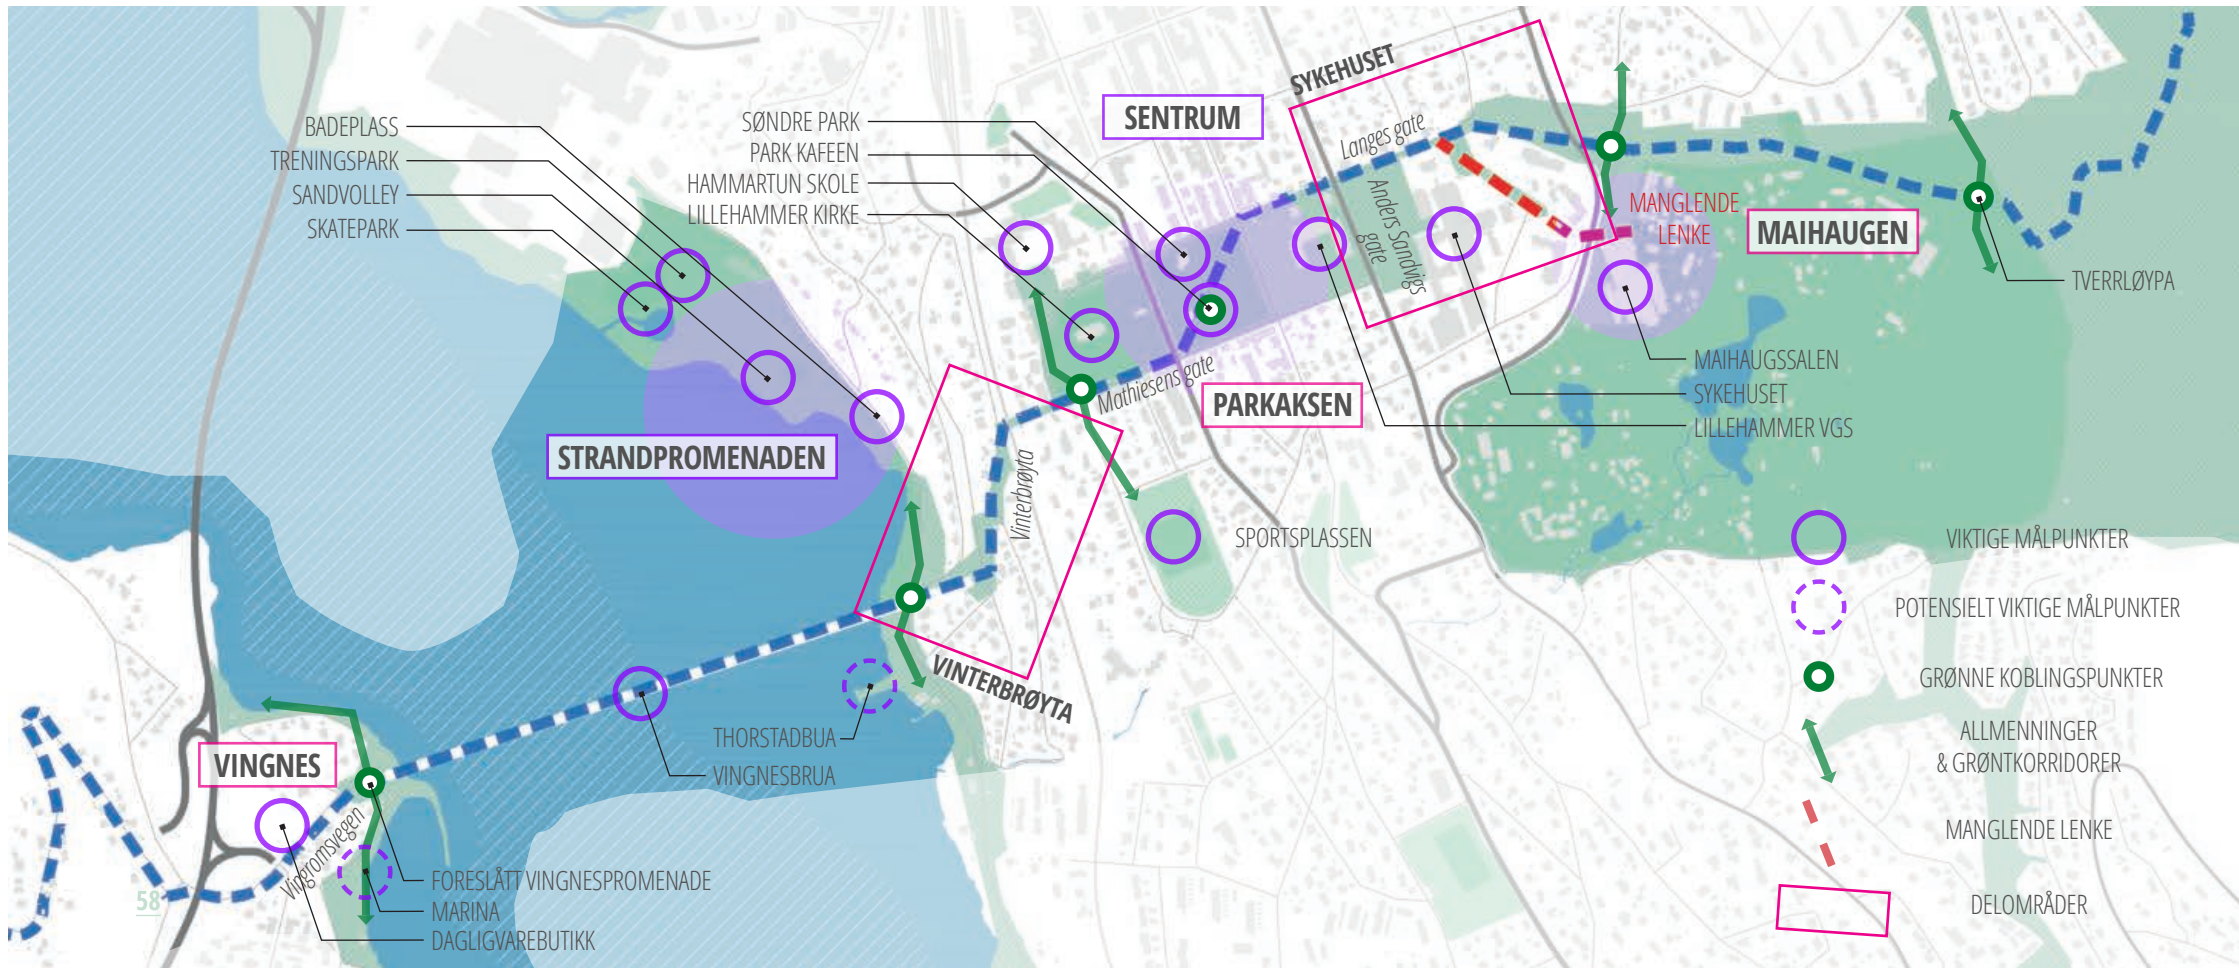 BADEPLASS
TRENINGSPARK
SANDVOLLEY
SKATEPARK
SØNDRE PARK
PARK KAFEEN
HAMMARTUN SKOLE
LILLEHAMMER KIRKE
SENTRUM
SYKEHUSET
Langes gate
Anders Sandvigs
gate
MANGLENDE
LENKE
MAIHAUGEN
TVERRLØYPA
MAIHAUGSSALEN
SYKEHUSET
LILLEHAMMER VGS
Mathiesens gate
PARKAKSEN
STRANDPROMENADEN
Vinterbrøyta
SPORTSPLASSEN
VINTERBRØYTA
THORSTADBUA
VINGNESBRUA
VINGNES
Vingromsvegen
FORESLÅTT VINGNESPROMENADE
MARINA
DAGLIGVAREBUTIKK
58
VIKTIGE MÅLPUNKTER
POTENSIELT VIKTIGE MÅLPUNKTER
GRØNNE KOBLINGSPUNKTER
ALLMENNINGER
& GRØNTKORRIDORER
MANGLENDE LENKE
DELOMRÅDER